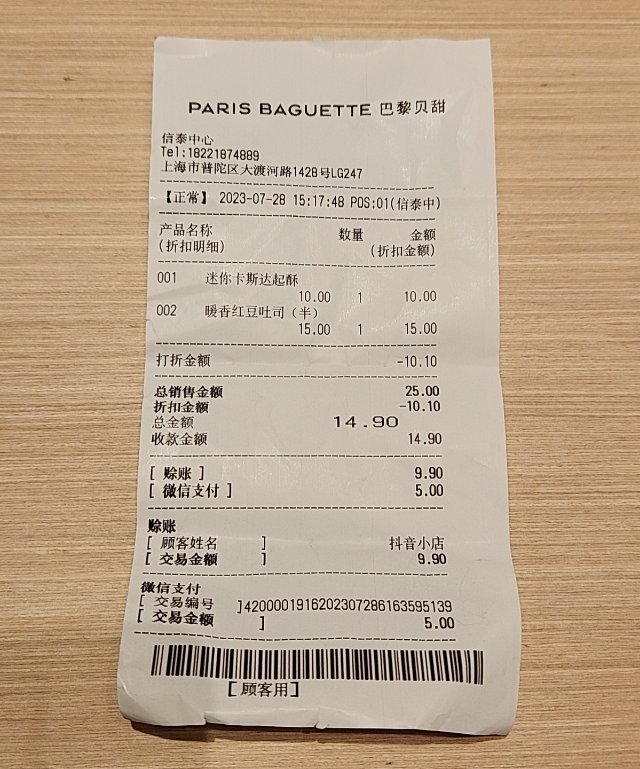 PARIS BAGUETTE 巴黎贝甜
信泰中心
Tel:18221874889
上海市普陀区大渡河路1428号LG247
【正常】 2023-07-28 15:17:48 POS:01(信泰中)
产品名称 数量 金额
(折扣明细) (折扣金额)
001 迷你卡斯达起酥
10.00 1 10.00
002 暖香红豆吐司（半）
15.00 1 15.00
打折金额 -10.10
总销售金额 25.00
折扣金额 -10.10
总金额 14.90
收款金额 14.90
[ 赊账 ] 9.90
[ 微信支付 ] 5.00
赊账
[ 顾客姓名 ] 抖音小店
[ 交易金额 ] 9.90
微信支付
[ 交易编号 ]4200001916202307286163595139
[ 交易金额 ] 5.00
[顾客用]